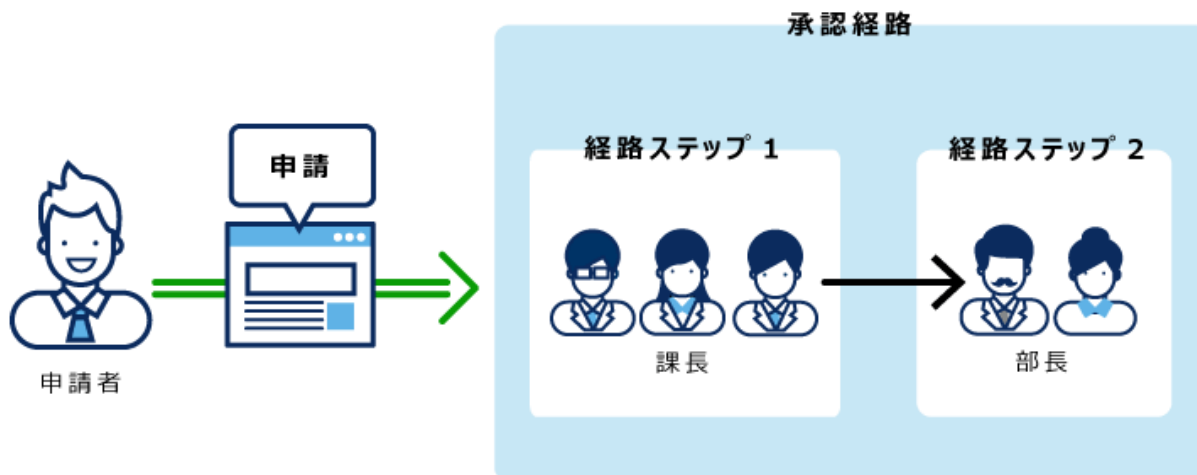 承認経路
申請
経路ステップ 1
経路ステップ 2
申請者
課長
部長